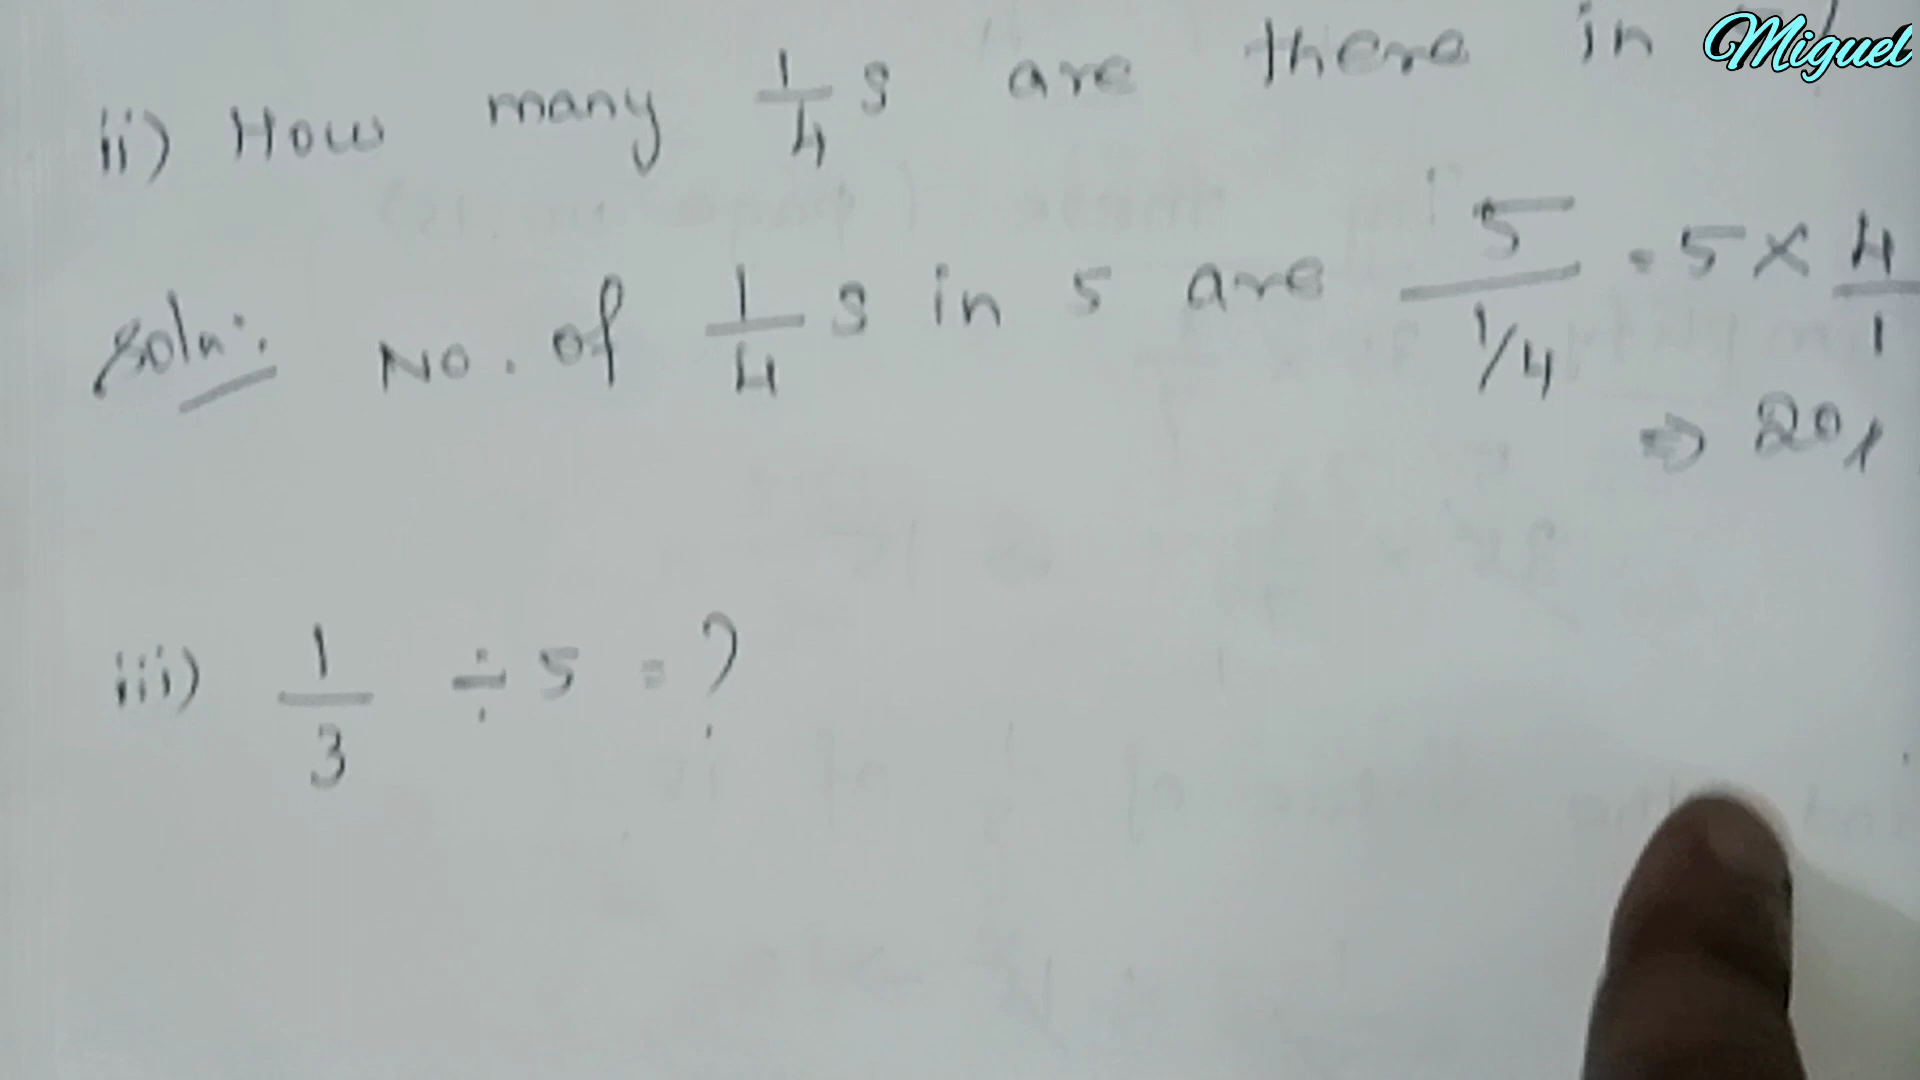 Miguel
ii) How many 1/4 s are there in
Soln: No. of 1/4 s in 5 are 5/(1/4) = 5 × 4/1
⇒ 20
iii) 1/3 ÷ 5 = ?